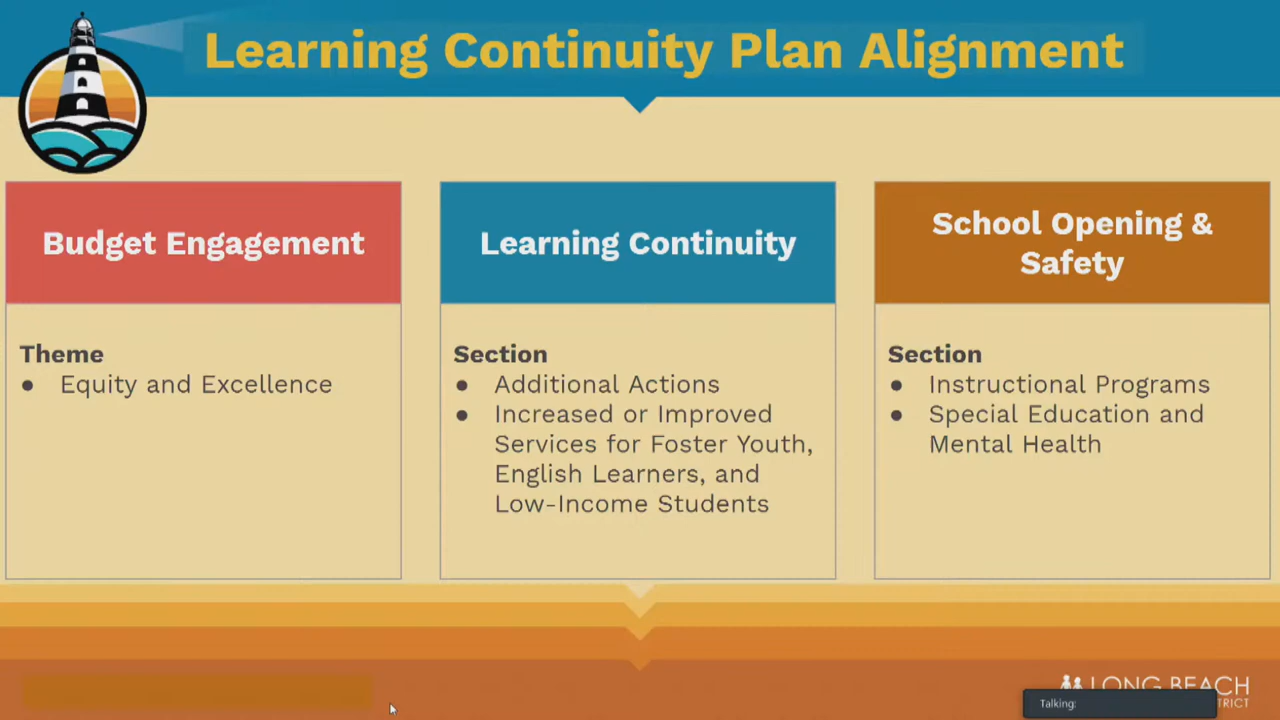 Learning Continuity Plan Alignment
Budget Engagement
Theme
● Equity and Excellence
Learning Continuity
Section
● Additional Actions
● Increased or Improved
Services for Foster Youth,
English Learners, and
Low-Income Students
School Opening &
Safety
Section
● Instructional Programs
● Special Education and
Mental Health
LONG BEACH
Talking: